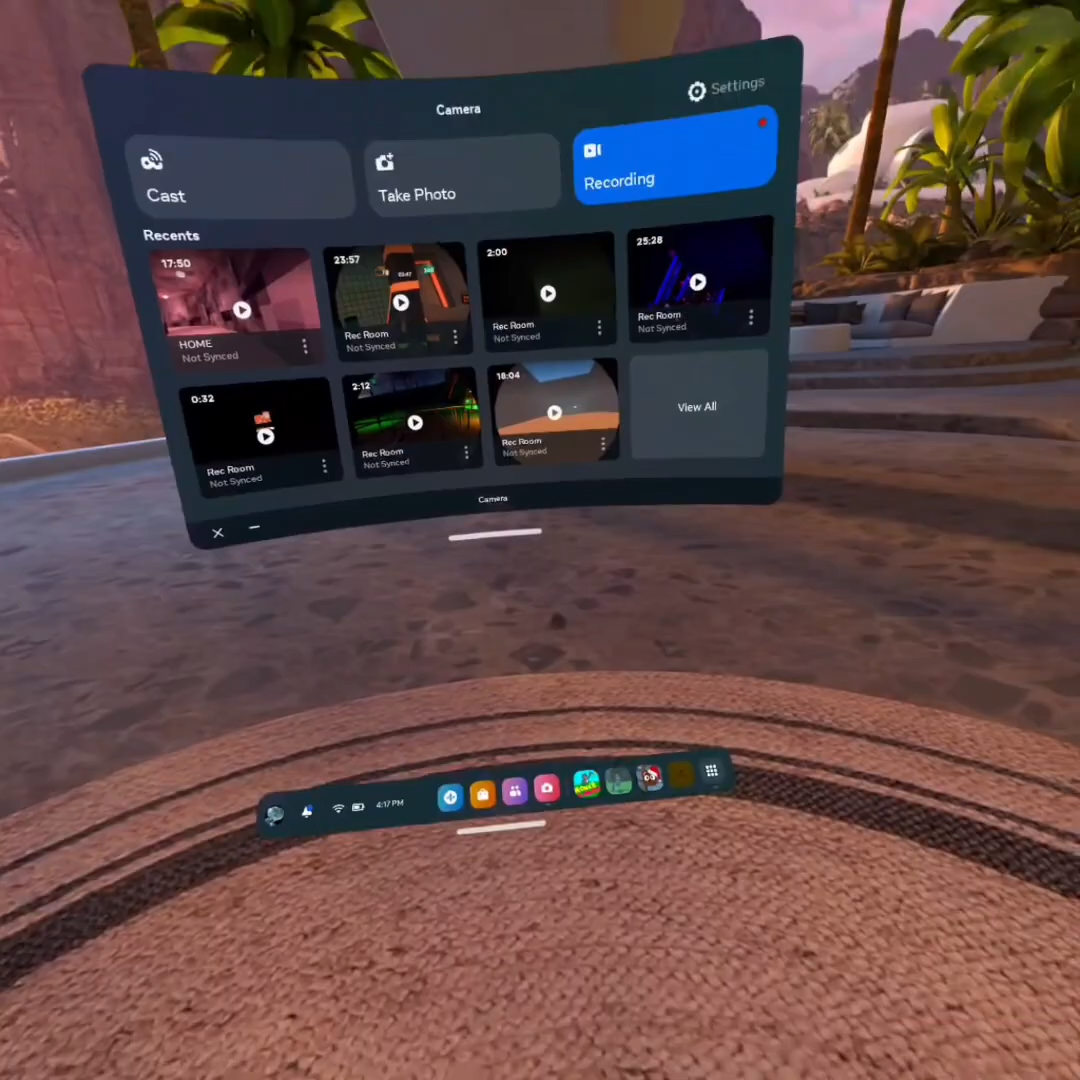 Settings
Camera
Cast
Take Photo
Recording
Recents
17:50
HOME
Not Synced
23:57
Rec Room
Not Synced
2:00
Rec Room
Not Synced
25:28
Rec Room
Not Synced
0:32
Rec Room
Not Synced
2:12
Rec Room
Not Synced
18:04
Rec Room
Not Synced
View All
Camera
4:17 PM